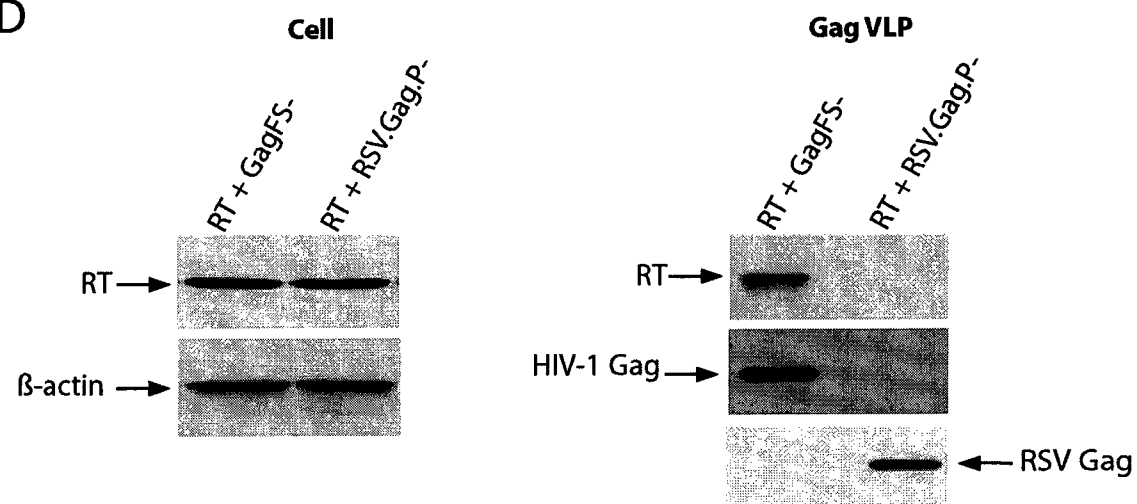 D
Cell
Gag VLP
RT + GagFS-
RT + RSV.Gag.P-
RT + GagFS-
RT + RSV.Gag.P-
RT
ß-actin
RT
HIV-1 Gag
RSV Gag